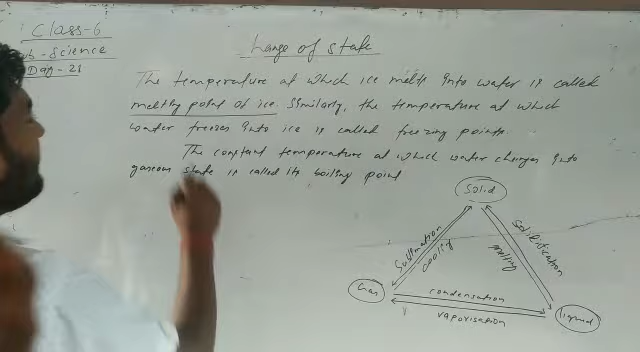 Class-6
Sub - Science
Day - 21
hange of state
The temperature at which ice melts into water is called
melting point of ice. Similarly, the temperature at which
water freezes into ice is called freezing points.
The constant temperature at which water changes into
gaseous state is called its boiling point
Solid
Sublimation
cooling
Solidification
melting
Gas
condensation
vaporisation
liquid